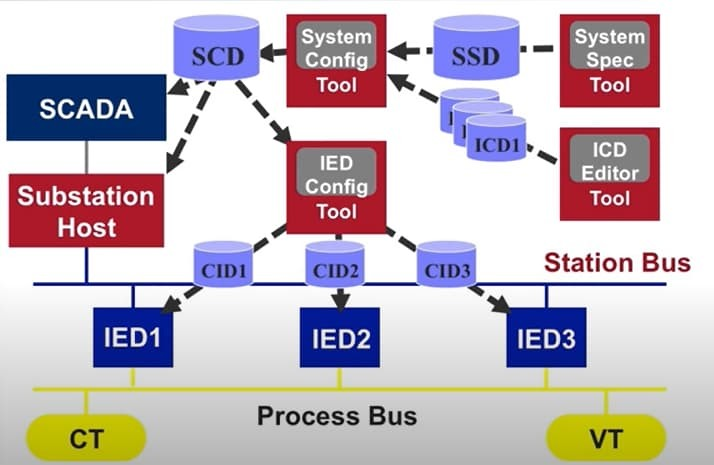 SCD
System
Config
Tool
SSD
System
Spec
Tool
SCADA
ICD1
ICD
Editor
Tool
IED
Config
Tool
Substation
Host
CID1
CID2
CID3
Station Bus
IED1
IED2
IED3
Process Bus
CT
VT